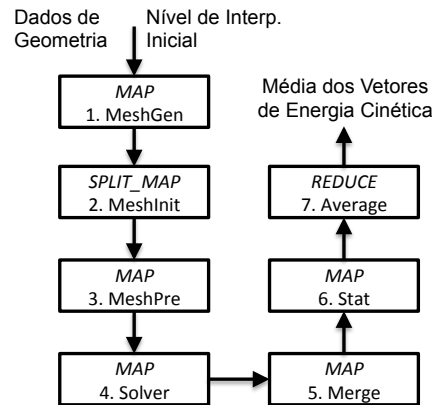 Dados de
Geometria
Nível de Interp.
Inicial
MAP
1. MeshGen
SPLIT_MAP
2. MeshInit
MAP
3. MeshPre
MAP
4. Solver
MAP
5. Merge
MAP
6. Stat
REDUCE
7. Average
Média dos Vetores
de Energia Cinética